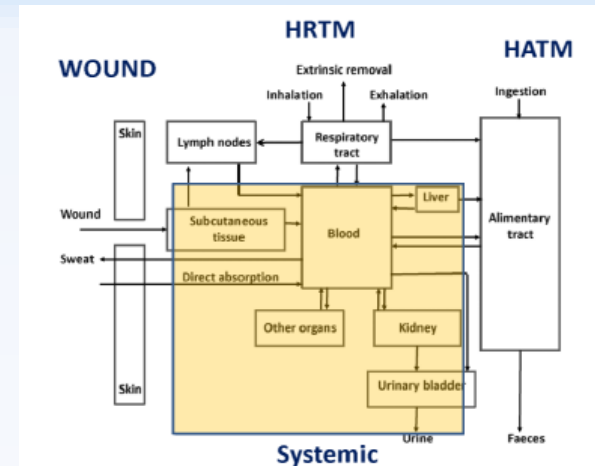 HRTM
HATM
WOUND
Extrinsic removal
Inhalation
Exhalation
Ingestion
Skin
Lymph nodes
Respiratory
tract
Liver
Wound
Subcutaneous
tissue
Blood
Alimentary
tract
Sweat
Direct absorption
Other organs
Kidney
Skin
Urinary bladder
Urine
Faeces
Systemic